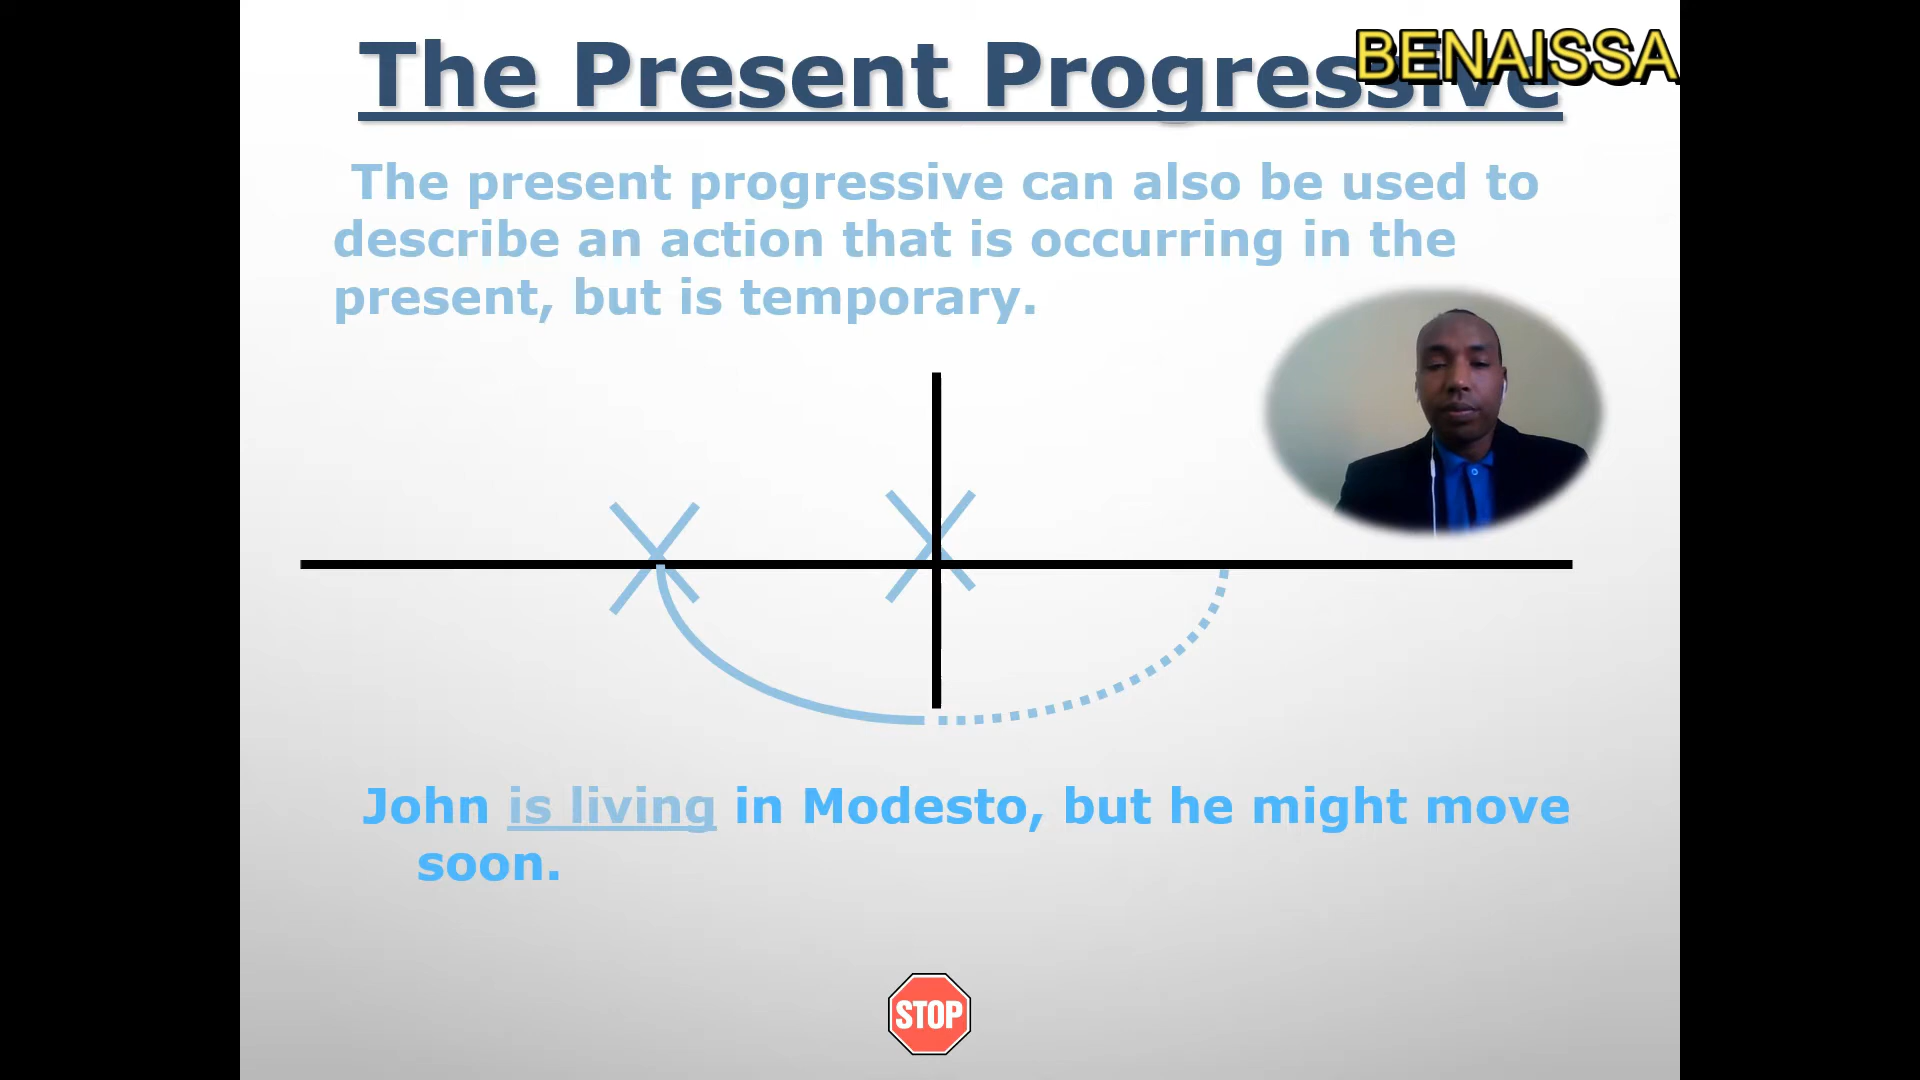 The Present Progressive
BENAISSA
The present progressive can also be used to
describe an action that is occurring in the
present, but is temporary.
John is living in Modesto, but he might move
soon.
STOP